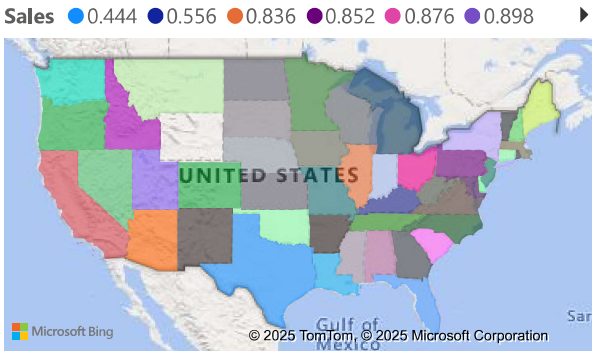 Sales 0.444 0.556 0.836 0.852 0.876 0.898
UNITED STATES
Gulf of
Mexico
Sar
Microsoft Bing
© 2025 TomTom, © 2025 Microsoft Corporation